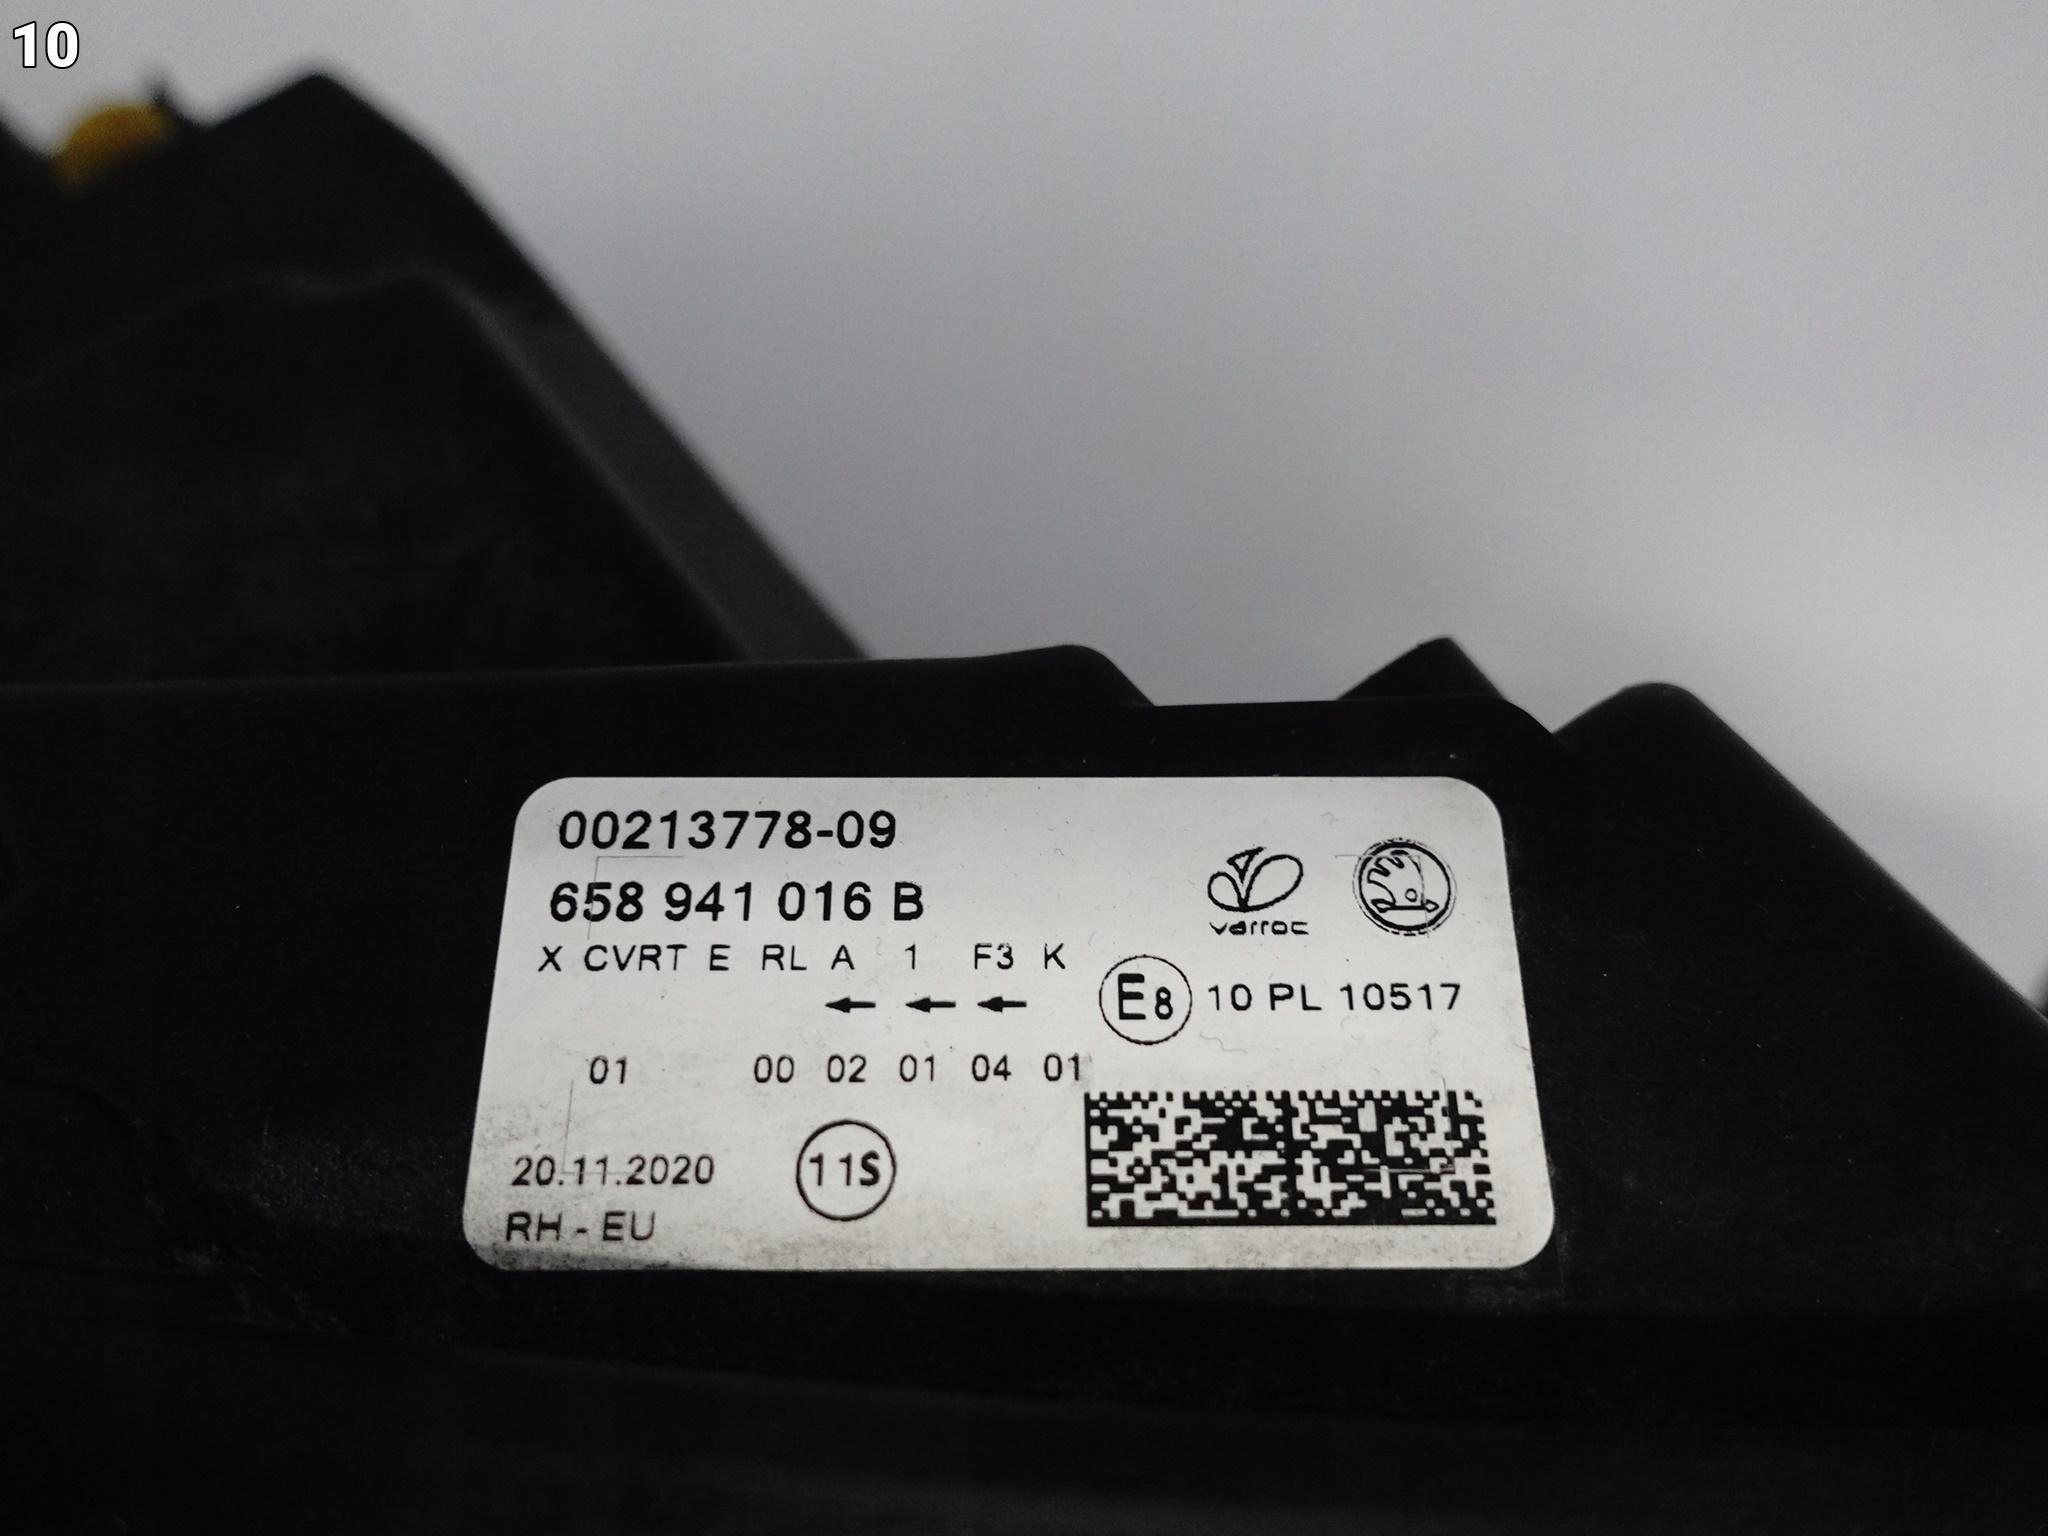 10
00213778-09
658 941 016 B
varroc
X CVRT E RL A 1 F3 K
E8 10 PL 10517
01 00 02 01 04 01
20.11.2020
11S
RH - EU